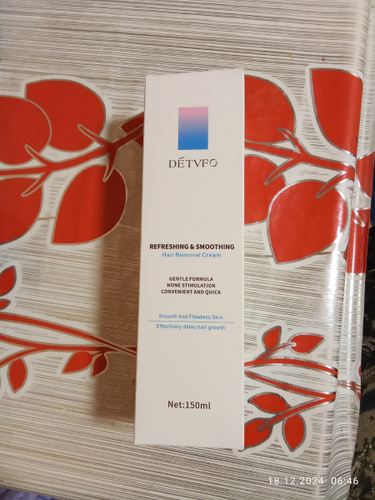 DÉTVFO
REFRESHING & SMOOTHING
Hair Removal Cream
GENTLE FORMULA
NONE STIMULATION
CONVENIENT AND QUICK
Smooth And Flawless Skin
Effectively delay hair growth
Net:150ml
18.12.2024 06:46